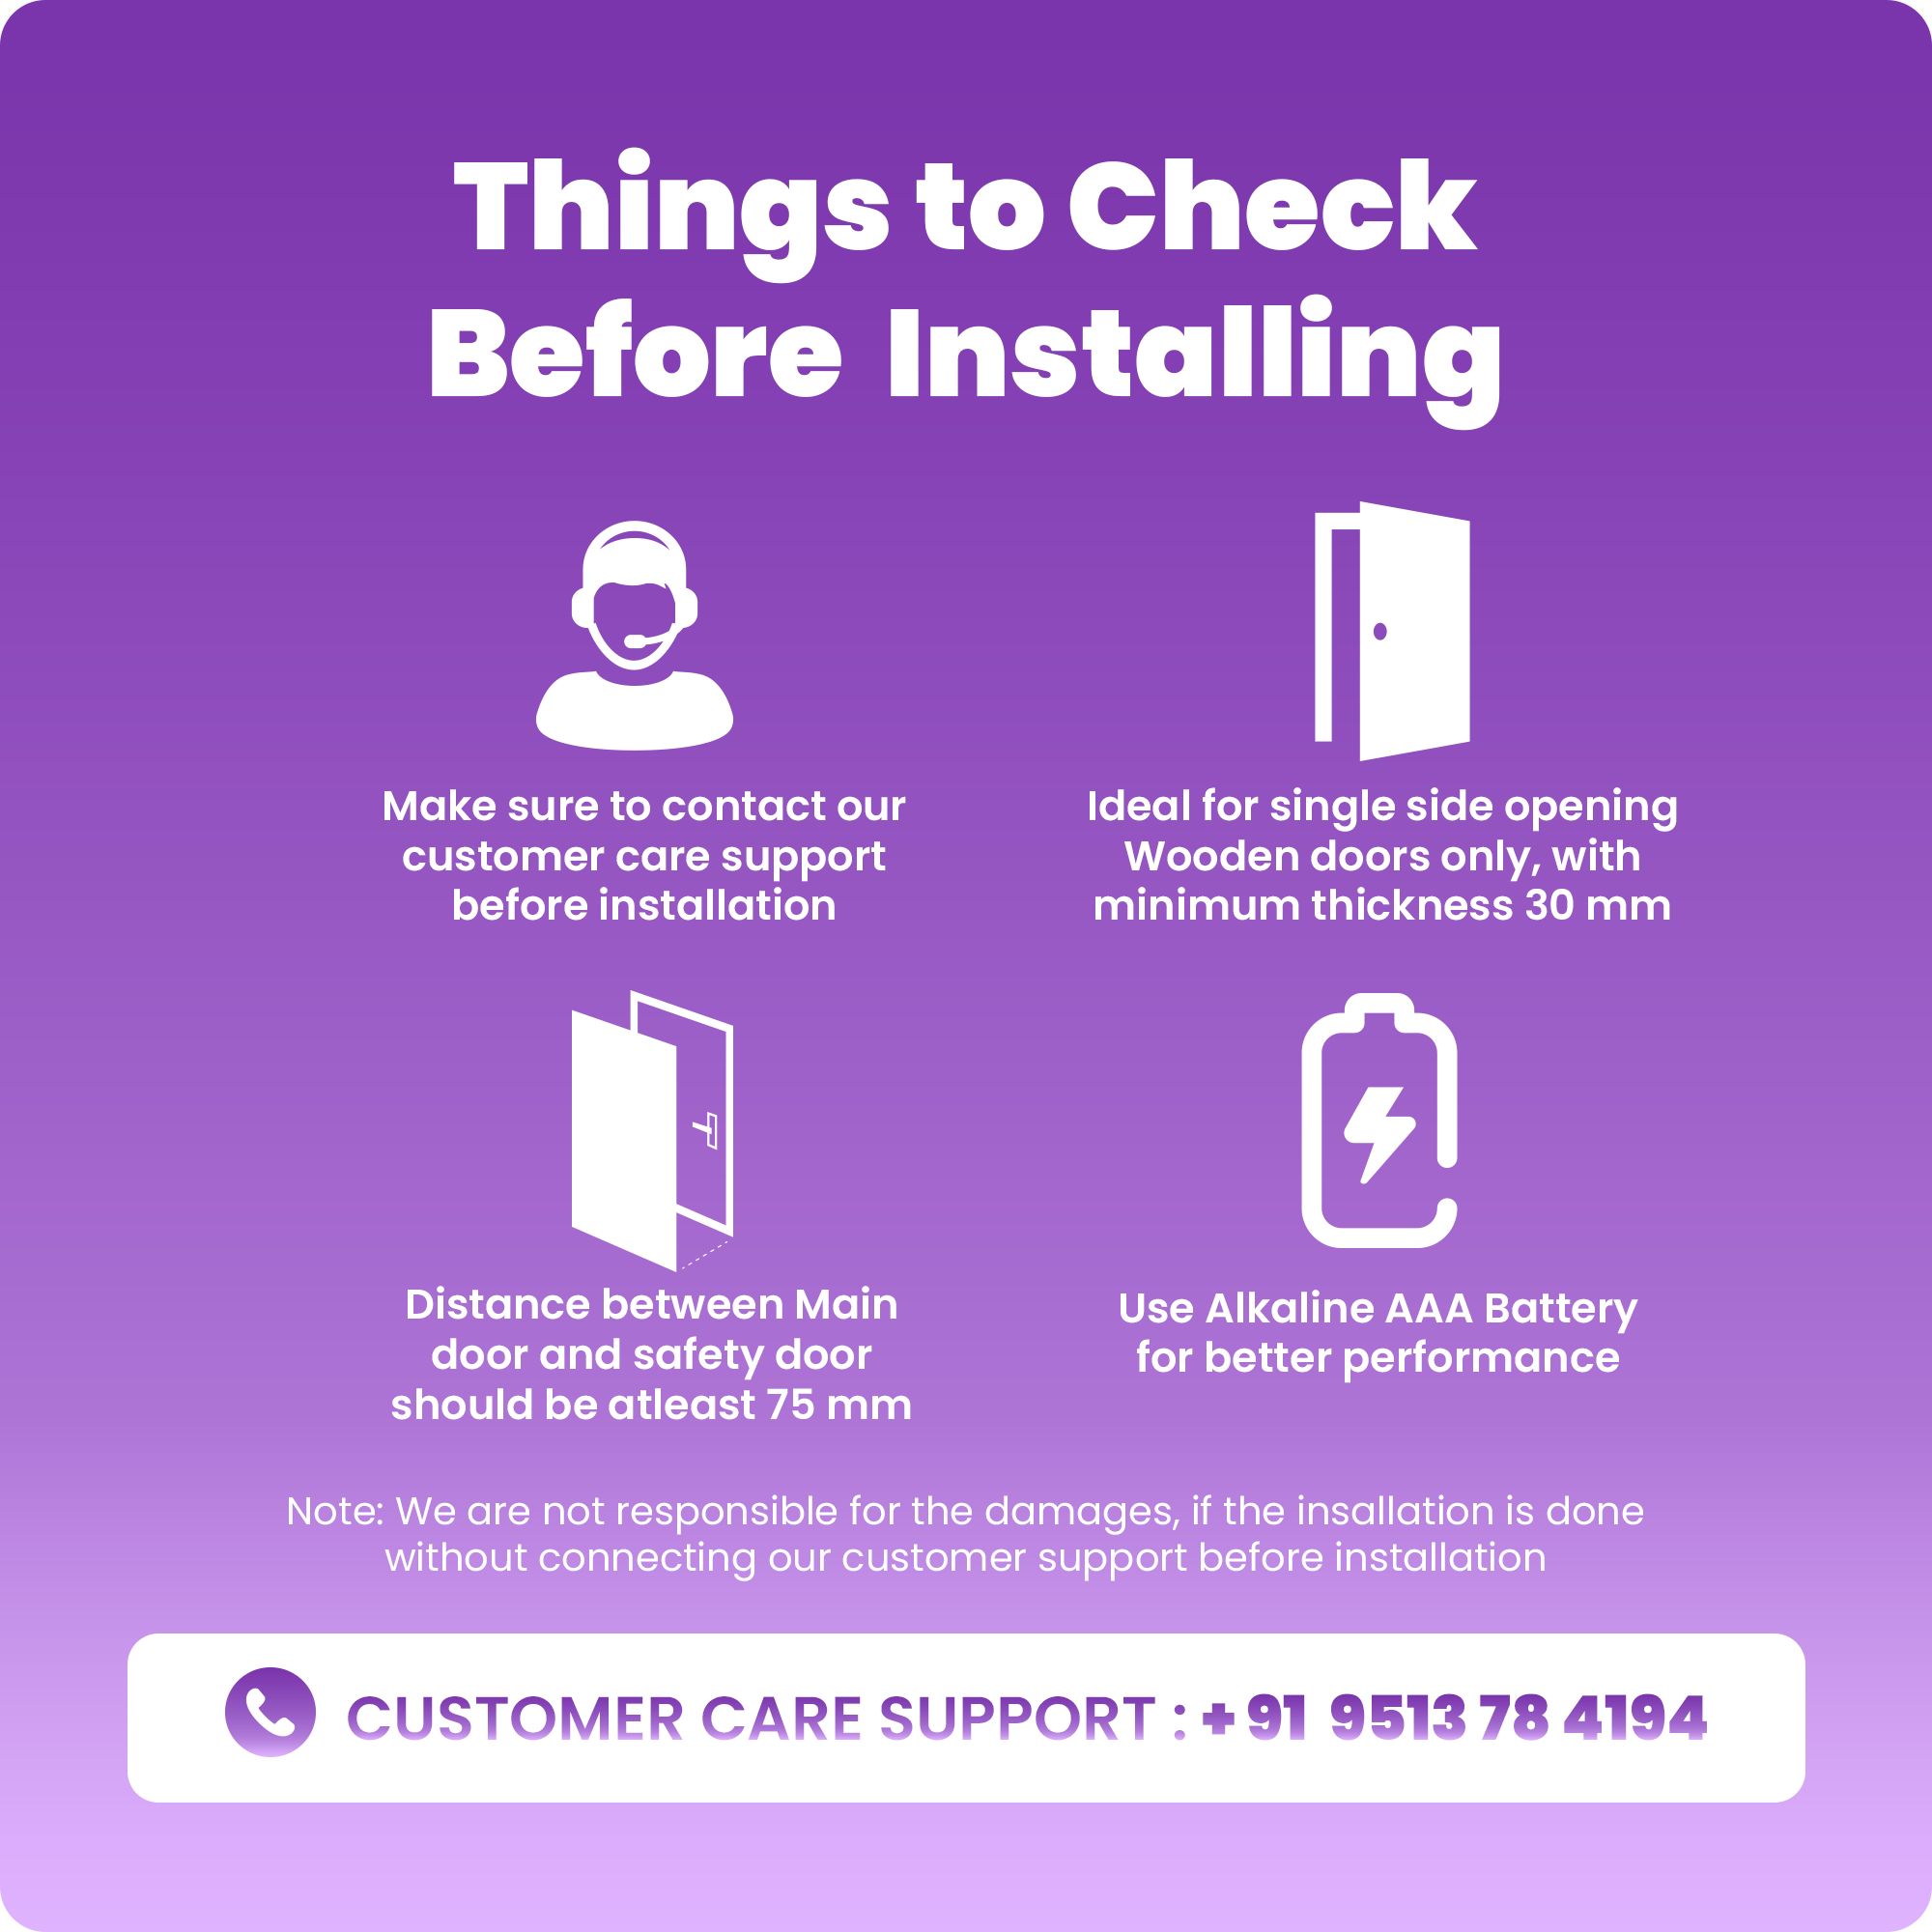 Things to Check
Before Installing
Make sure to contact our
customer care support
before installation
Ideal for single side opening
Wooden doors only, with
minimum thickness 30 mm
Distance between Main
door and safety door
should be atleast 75 mm
Use Alkaline AAA Battery
for better performance
Note: We are not responsible for the damages, if the insallation is done
without connecting our customer support before installation
CUSTOMER CARE SUPPORT : + 91 9513 78 4194